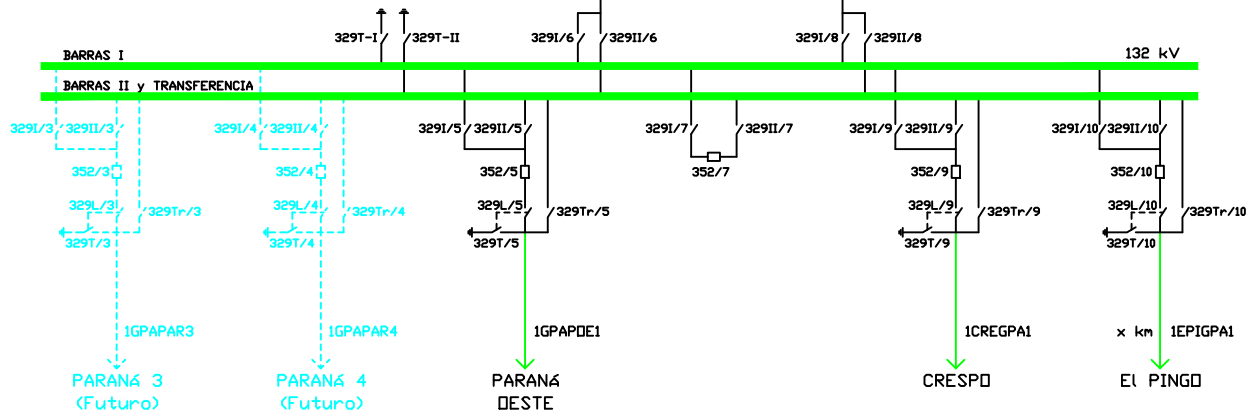 329T-I
329T-II
329I/6
329II/6
329I/8
329II/8
BARRAS I
132 kV
BARRAS II y TRANSFERENCIA
329I/3
329II/3
329I/4
329II/4
329I/5
329II/5
329I/7
329II/7
329I/9
329II/9
329I/10
329II/10
352/3
352/4
352/5
352/7
352/9
352/10
329L/3
329Tr/3
329L/4
329Tr/4
329L/5
329Tr/5
329L/9
329Tr/9
329L/10
329Tr/10
329T/3
329T/4
329T/5
329T/9
329T/10
1GPAPAR3
1GPAPAR4
1GPAPOE1
1CREGPA1
x km
1EPIGPA1
PARANÁ 3
(Futuro)
PARANÁ 4
(Futuro)
PARANÁ
OESTE
CRESPO
El PINGO